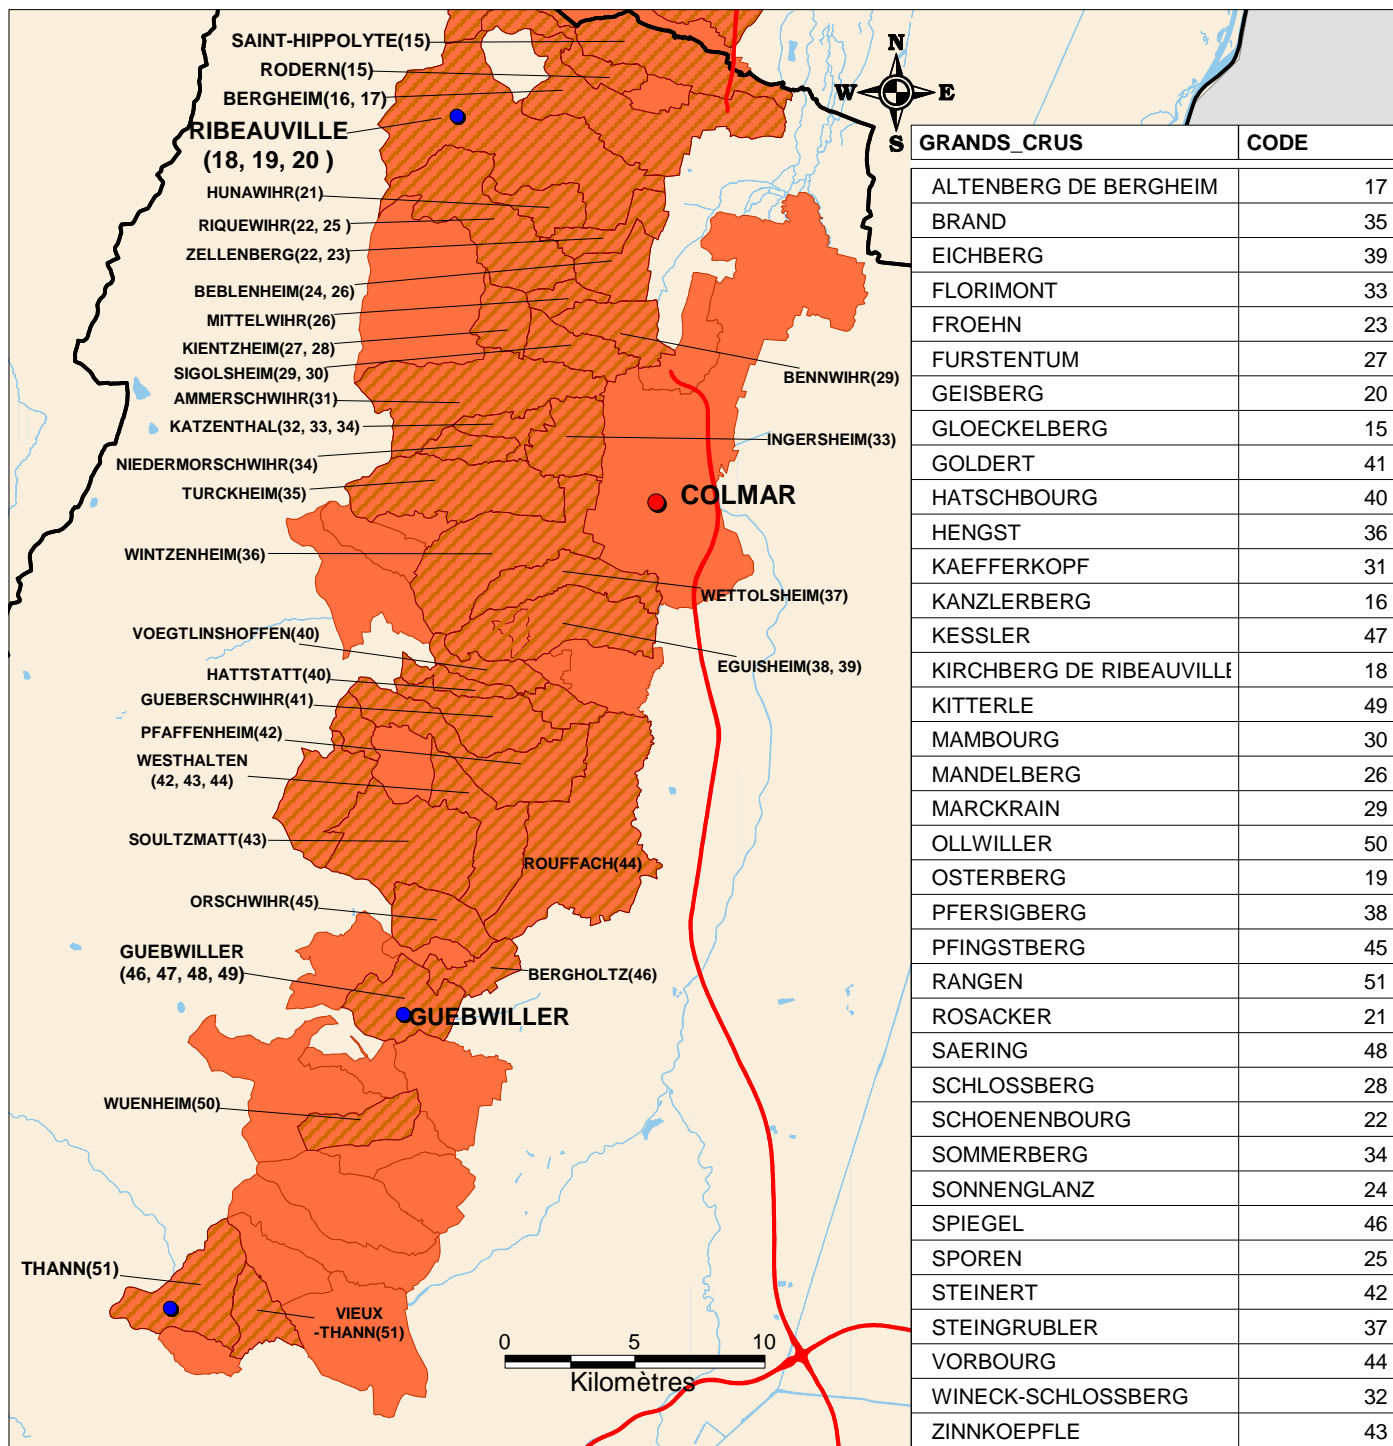 SAINT-HIPPOLYTE(15)
RODERN(15)
BERGHEIM(16, 17)
RIBEAUVILLE
(18, 19, 20 )
HUNAWIHR(21)
RIQUEWIHR(22, 25 )
ZELLENBERG(22, 23)
BEBLENHEIM(24, 26)
MITTELWIHR(26)
KIENTZHEIM(27, 28)
SIGOLSHEIM(29, 30)
BENNWIHR(29)
AMMERSCHWIHR(31)
KATZENTHAL(32, 33, 34)
INGERSHEIM(33)
NIEDERMORSCHWIHR(34)
TURCKHEIM(35)
COLMAR
WINTZENHEIM(36)
WETTOLSHEIM(37)
VOEGTLINSHOFFEN(40)
EGUISHEIM(38, 39)
HATTSTATT(40)
GUEBERSCHWIHR(41)
PFAFFENHEIM(42)
WESTHALTEN
(42, 43, 44)
SOULTZMATT(43)
ROUFFACH(44)
ORSCHWIHR(45)
GUEBWILLER
(46, 47, 48, 49)
BERGHOLTZ(46)
GUEBWILLER
WUENHEIM(50)
THANN(51)
VIEUX
-THANN(51)
0 5 10
Kilomètres
N
W E
S
GRANDS_CRUS CODE
ALTENBERG DE BERGHEIM 17
BRAND 35
EICHBERG 39
FLORIMONT 33
FROEHN 23
FURSTENTUM 27
GEISBERG 20
GLOECKELBERG 15
GOLDERT 41
HATSCHBOURG 40
HENGST 36
KAEFFERKOPF 31
KANZLERBERG 16
KESSLER 47
KIRCHBERG DE RIBEAUVILLE 18
KITTERLE 49
MAMBOURG 30
MANDELBERG 26
MARCKRAIN 29
OLLWILLER 50
OSTERBERG 19
PFERSIGBERG 38
PFINGSTBERG 45
RANGEN 51
ROSACKER 21
SAERING 48
SCHLOSSBERG 28
SCHOENENBOURG 22
SOMMERBERG 34
SONNENGLANZ 24
SPIEGEL 46
SPOREN 25
STEINERT 42
STEINGRUBLER 37
VORBOURG 44
WINECK-SCHLOSSBERG 32
ZINNKOEPFLE 43